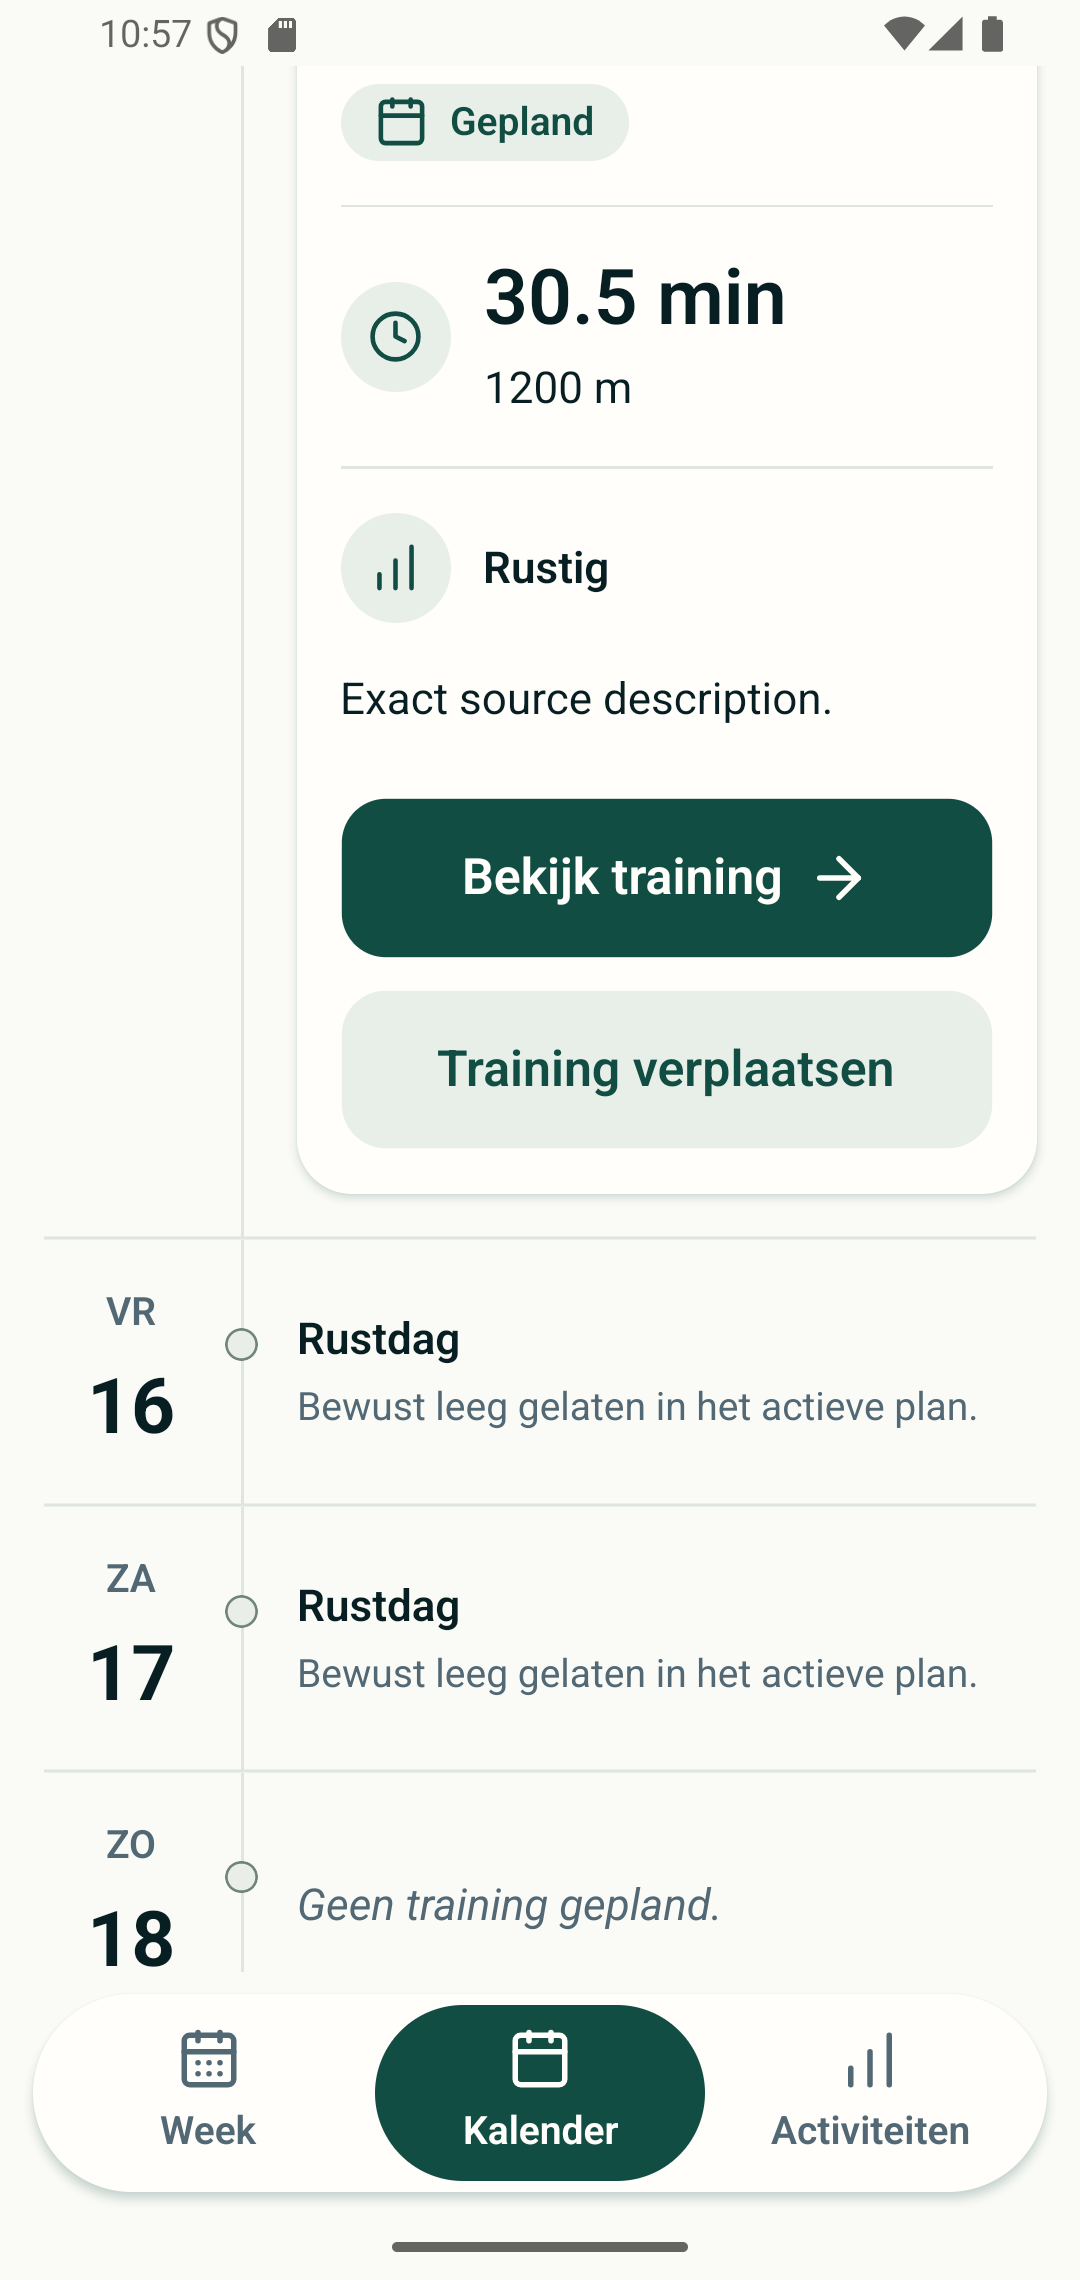 10:57
Gepland
30.5 min
1200 m
Rustig
Exact source description.
Bekijk training
Training verplaatsen
VR
16
Rustdag
Bewust leeg gelaten in het actieve plan.
ZA
17
Rustdag
Bewust leeg gelaten in het actieve plan.
ZO
18
Geen training gepland.
Week
Kalender
Activiteiten